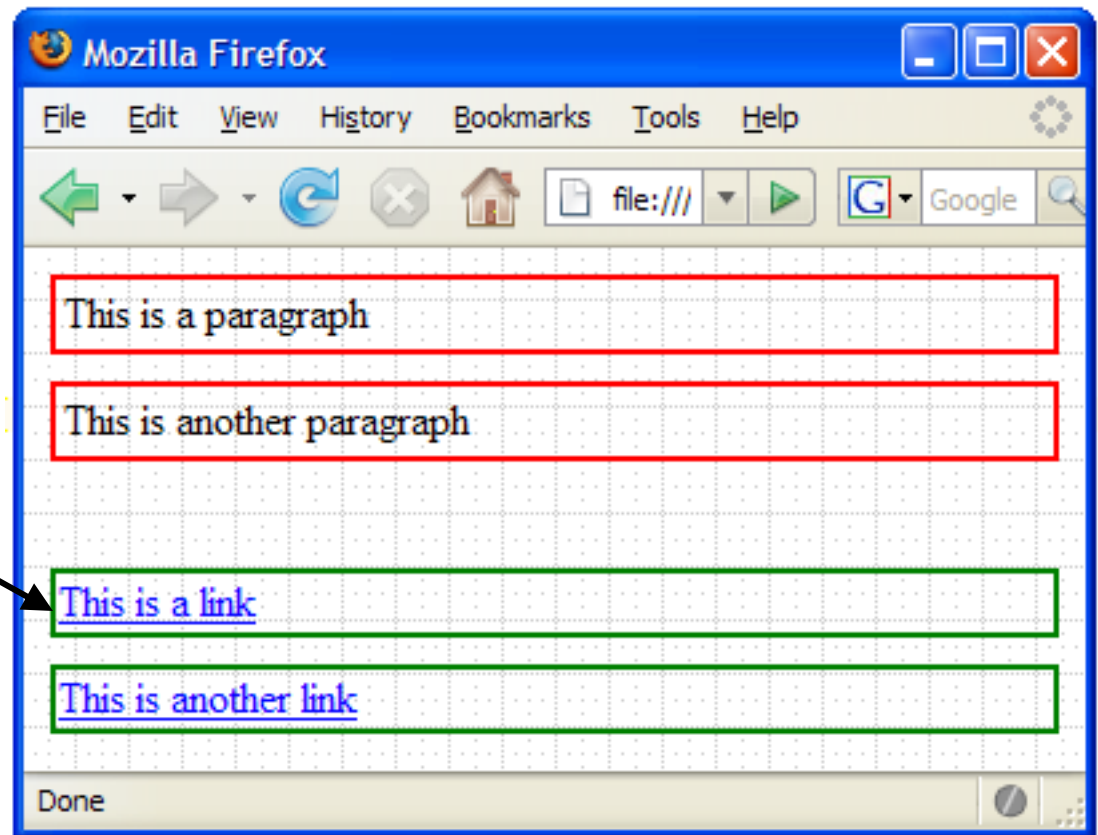 Mozilla Firefox
File Edit View History Bookmarks Tools Help
file:/// G Google
This is a paragraph
This is another paragraph
This is a link
This is another link
Done